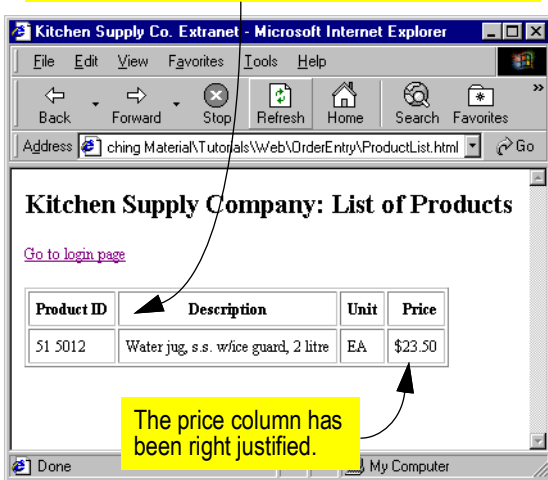 Kitchen Supply Co. Extranet - Microsoft Internet Explorer
File Edit View Favorites Tools Help
Back Forward Stop Refresh Home Search Favorites »
Address ching Material\Tutorials\Web\OrderEntry\ProductList.html Go
Kitchen Supply Company: List of Products
Go to login page
Product ID Description Unit Price
51 5012 Water jug, s.s. w/ice guard, 2 litre EA $23.50
The price column has
been right justified.
Done My Computer